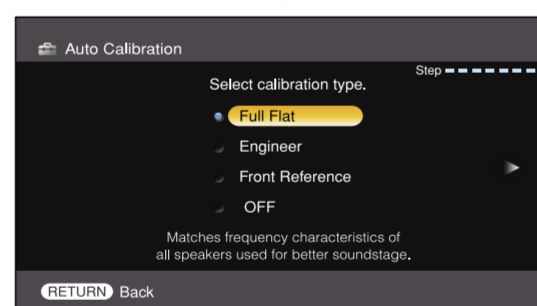 Auto Calibration
Step
Select calibration type.
Full Flat
Engineer
Front Reference
OFF
Matches frequency characteristics of
all speakers used for better soundstage.
RETURN Back